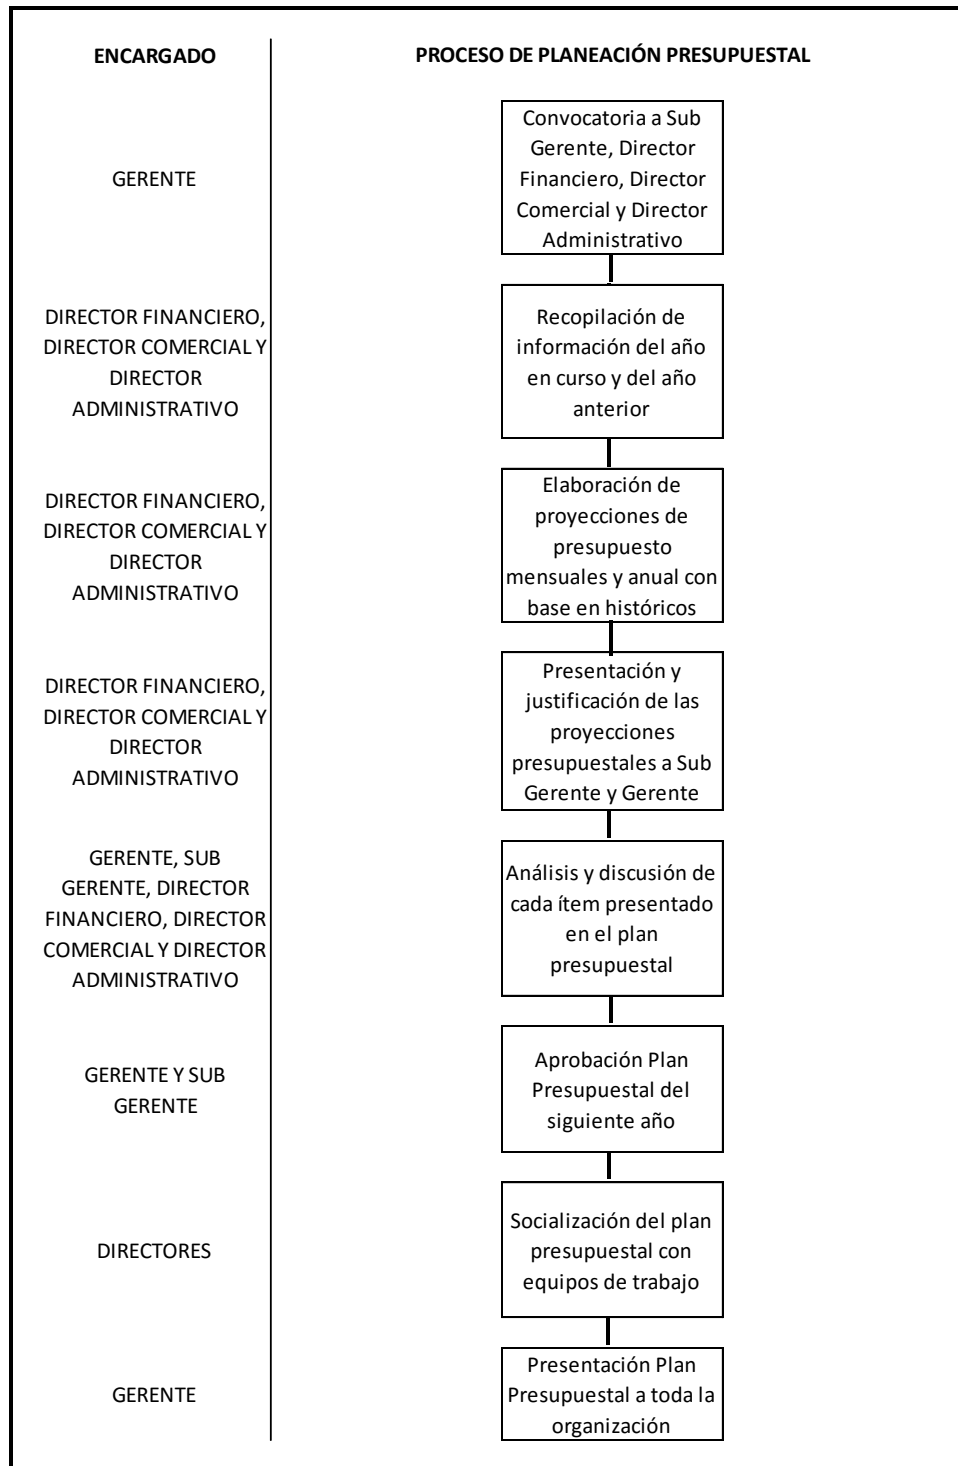 ENCARGADO
PROCESO DE PLANEACIÓN PRESUPUESTAL
GERENTE
Convocatoria a Sub
Gerente, Director
Financiero, Director
Comercial y Director
Administrativo
DIRECTOR FINANCIERO,
DIRECTOR COMERCIAL Y
DIRECTOR
ADMINISTRATIVO
Recopilación de
información del año
en curso y del año
anterior
DIRECTOR FINANCIERO,
DIRECTOR COMERCIAL Y
DIRECTOR
ADMINISTRATIVO
Elaboración de
proyecciones de
presupuesto
mensuales y anual con
base en históricos
DIRECTOR FINANCIERO,
DIRECTOR COMERCIAL Y
DIRECTOR
ADMINISTRATIVO
Presentación y
justificación de las
proyecciones
presupuestales a Sub
Gerente y Gerente
GERENTE, SUB
GERENTE, DIRECTOR
FINANCIERO, DIRECTOR
COMERCIAL Y DIRECTOR
ADMINISTRATIVO
Análisis y discusión de
cada ítem presentado
en el plan
presupuestal
GERENTE Y SUB
GERENTE
Aprobación Plan
Presupuestal del
siguiente año
DIRECTORES
Socialización del plan
presupuestal con
equipos de trabajo
GERENTE
Presentación Plan
Presupuestal a toda la
organización